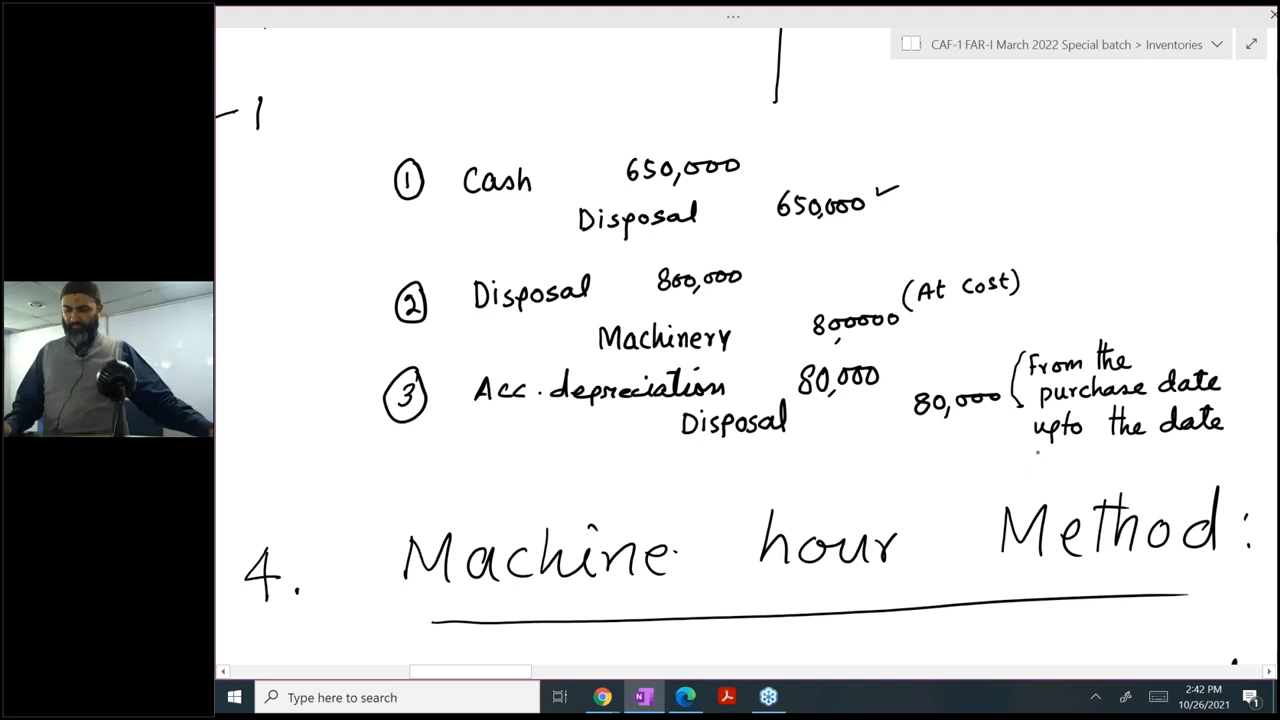 CAF-1 FAR-I March 2022 Special batch > Inventories
- 1
1 Cash 650,000
Disposal 650,000
2 Disposal 800,000
Machinery 800000 (At Cost)
3 Acc. depreciation 80,000
Disposal 80,000 (From the
purchase date
upto the date
4. Machine hour Method:
Type here to search
2:42 PM
10/26/2021
1